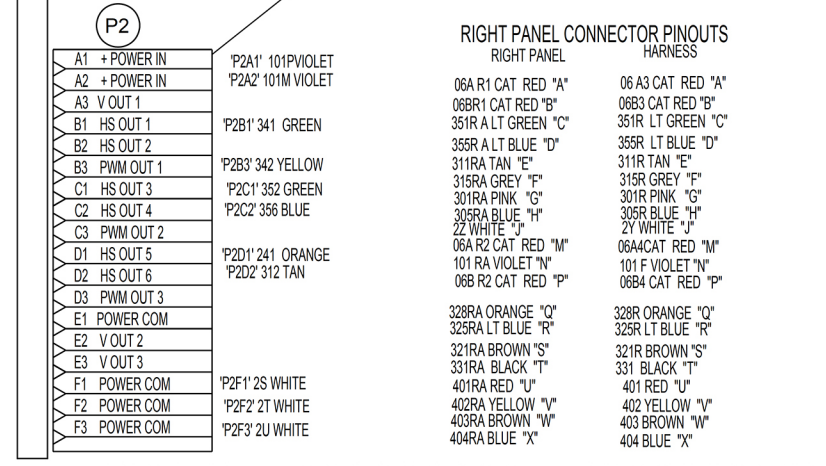 P2
A1 + POWER IN 'P2A1' 101PVIOLET
A2 + POWER IN 'P2A2' 101M VIOLET
A3 V OUT 1
B1 HS OUT 1 'P2B1' 341 GREEN
B2 HS OUT 2
B3 PWM OUT 1 'P2B3' 342 YELLOW
C1 HS OUT 3 'P2C1' 352 GREEN
C2 HS OUT 4 'P2C2' 356 BLUE
C3 PWM OUT 2
D1 HS OUT 5 'P2D1' 241 ORANGE
D2 HS OUT 6 'P2D2' 312 TAN
D3 PWM OUT 3
E1 POWER COM
E2 V OUT 2
E3 V OUT 3
F1 POWER COM 'P2F1' 2S WHITE
F2 POWER COM 'P2F2' 2T WHITE
F3 POWER COM 'P2F3' 2U WHITE
RIGHT PANEL CONNECTOR PINOUTS
RIGHT PANEL HARNESS
06A R1 CAT RED "A" 06 A3 CAT RED "A"
06BR1 CAT RED "B" 06B3 CAT RED "B"
351R A LT GREEN "C" 351R LT GREEN "C"
355R A LT BLUE "D" 355R LT BLUE "D"
311RA TAN "E" 311R TAN "E"
315RA GREY "F" 315R GREY "F"
301RA PINK "G" 301R PINK "G"
305RA BLUE "H" 305R BLUE "H"
2Z WHITE "J" 2Y WHITE "J"
06A R2 CAT RED "M" 06A4CAT RED "M"
101 RA VIOLET "N" 101 F VIOLET "N"
06B R2 CAT RED "P" 06B4 CAT RED "P"
328RA ORANGE "Q" 328R ORANGE "Q"
325RA LT BLUE "R" 325R LT BLUE "R"
321RA BROWN "S" 321R BROWN "S"
331RA BLACK "T" 331 BLACK "T"
401RA RED "U" 401 RED "U"
402RA YELLOW "V" 402 YELLOW "V"
403RA BROWN "W" 403 BROWN "W"
404RA BLUE "X" 404 BLUE "X"